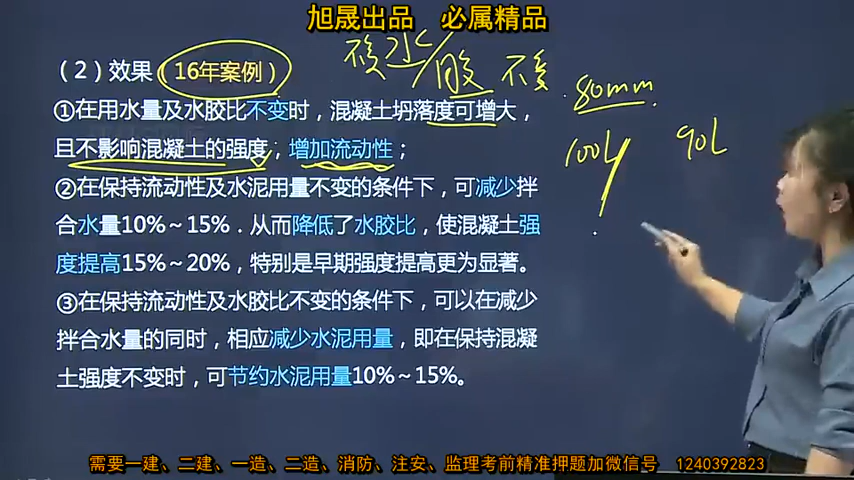 旭晟出品　必属精品
（2）效果（16年案例）
①在用水量及水胶比不变时，混凝土坍落度可增大，
且不影响混凝土的强度；增加流动性；
②在保持流动性及水泥用量不变的条件下，可减少拌
合水量10%～15%．从而降低了水胶比，使混凝土强
度提高15%～20%，特别是早期强度提高更为显著。
③在保持流动性及水胶比不变的条件下，可以在减少
拌合水量的同时，相应减少水泥用量，即在保持混凝
土强度不变时，可节约水泥用量10%～15%。
水/胶 不变
80mm
100L
90L
需要一建、二建、一造、二造、消防、注安、监理考前精准押题加微信号　1240392823